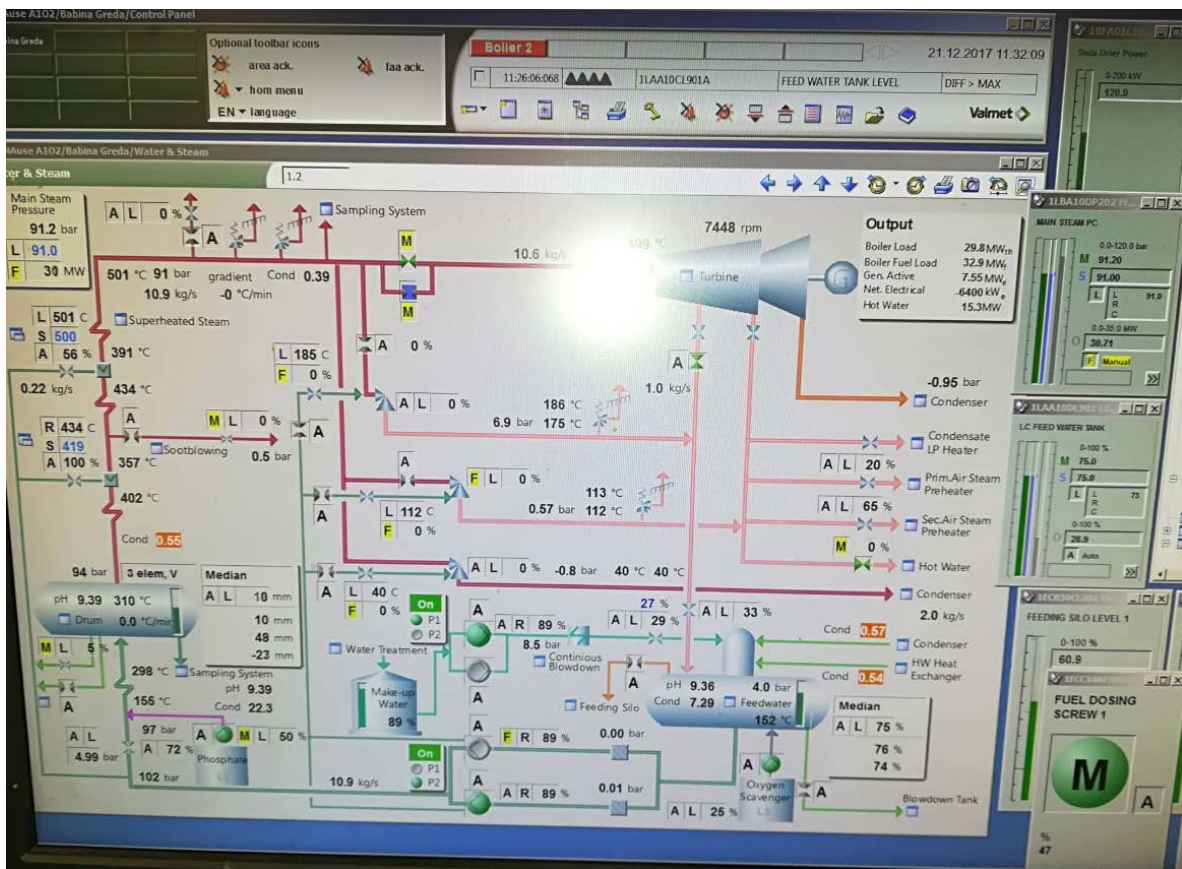 Ause A102/Babina Greda/Control Panel
ina Greda
Optional toolbar icons
area ack.
faa ack.
hom menu
EN language
Boiler 2
21.12.2017 11:32:09
11:26:06:068
1LAA10CL901A
FEED WATER TANK LEVEL
DIFF > MAX
Valmet
Ause A102/Babina Greda/Water & Steam
er & Steam
1.2
Main Steam
Pressure
91.2 bar
L 91.0
F 30 MW
A L 0 %
A
Sampling System
501 °C 91 bar gradient Cond 0.39
10.9 kg/s -0 °C/min
M
M
10.6 kg/s
7448 rpm
Turbine
G
Output
Boiler Load 29.8 MWth
Boiler Fuel Load 32.9 MWf
Gen. Active 7.55 MWe
Net. Electrical -6400 kWe
Hot Water 15.3MW
L 501 C
S 500
A 56 %
Superheated Steam
391 °C
0.22 kg/s
434 °C
R 434 C
S 419
A 100 %
A
M L 0 %
Sootblowing
0.5 bar
357 °C
402 °C
Cond 0.55
L 185 C
F 0 %
A 0 %
A
A L 0 %
186 °C
6.9 bar 175 °C
A
1.0 kg/s
-0.95 bar
Condenser
Condensate
LP Heater
A L 20 %
Prim.Air Steam
Preheater
A L 65 %
Sec.Air Steam
Preheater
M 0 %
Hot Water
A
F L 0 %
113 °C
0.57 bar 112 °C
A
L 112 C
F 0 %
A L 0 % -0.8 bar 40 °C 40 °C
Condenser
2.0 kg/s
A
L 40 C
F 0 %
94 bar 3 elem, V
pH 9.39 310 °C
Drum 0.0 °C/min
Median
A L 10 mm
10 mm
48 mm
-23 mm
M L 5 %
A
298 °C
Sampling System
pH 9.39
Cond 22.3
155 °C
97 bar
A L
4.99 bar
A 72 %
A M L 50 %
Phosphate
LS
102 bar
Water Treatment
Make-up
Water
89 %
On
P1
P2
A
A R 89 %
8.5 bar
A
Continious
Blowdown
27 %
A L 29 %
A L 33 %
Cond 0.57
Condenser
HW Heat
Exchanger
Cond 0.54
A
Feeding Silo
pH 9.36 4.0 bar
Cond 7.29 Feedwater
152 °C
Median
A L 75 %
76 %
74 %
On
P1
P2
10.9 kg/s
A
F R 89 %
0.00 bar
A
A R 89 %
0.01 bar
A L 25 %
A
Oxygen
Scavenger
LS
A
Blowdown Tank
Stela Drier Power
0-200 kW
120.9
1LBA10DP202
MAIN STEAM PC
0.0-120.0 bar
M 91.20
S 91.00
L L 91.0
R
C
0.0-35.0 MW
O 30.71
F Manual
LC FEED WATER TANK
0-100 %
M 75.0
S 75.0
L L 75
R
C
0-100 %
O 28.9
A Auto
FEEDING SILO LEVEL 1
0-100 %
60.9
FUEL DOSING
SCREW 1
M
A
%
47